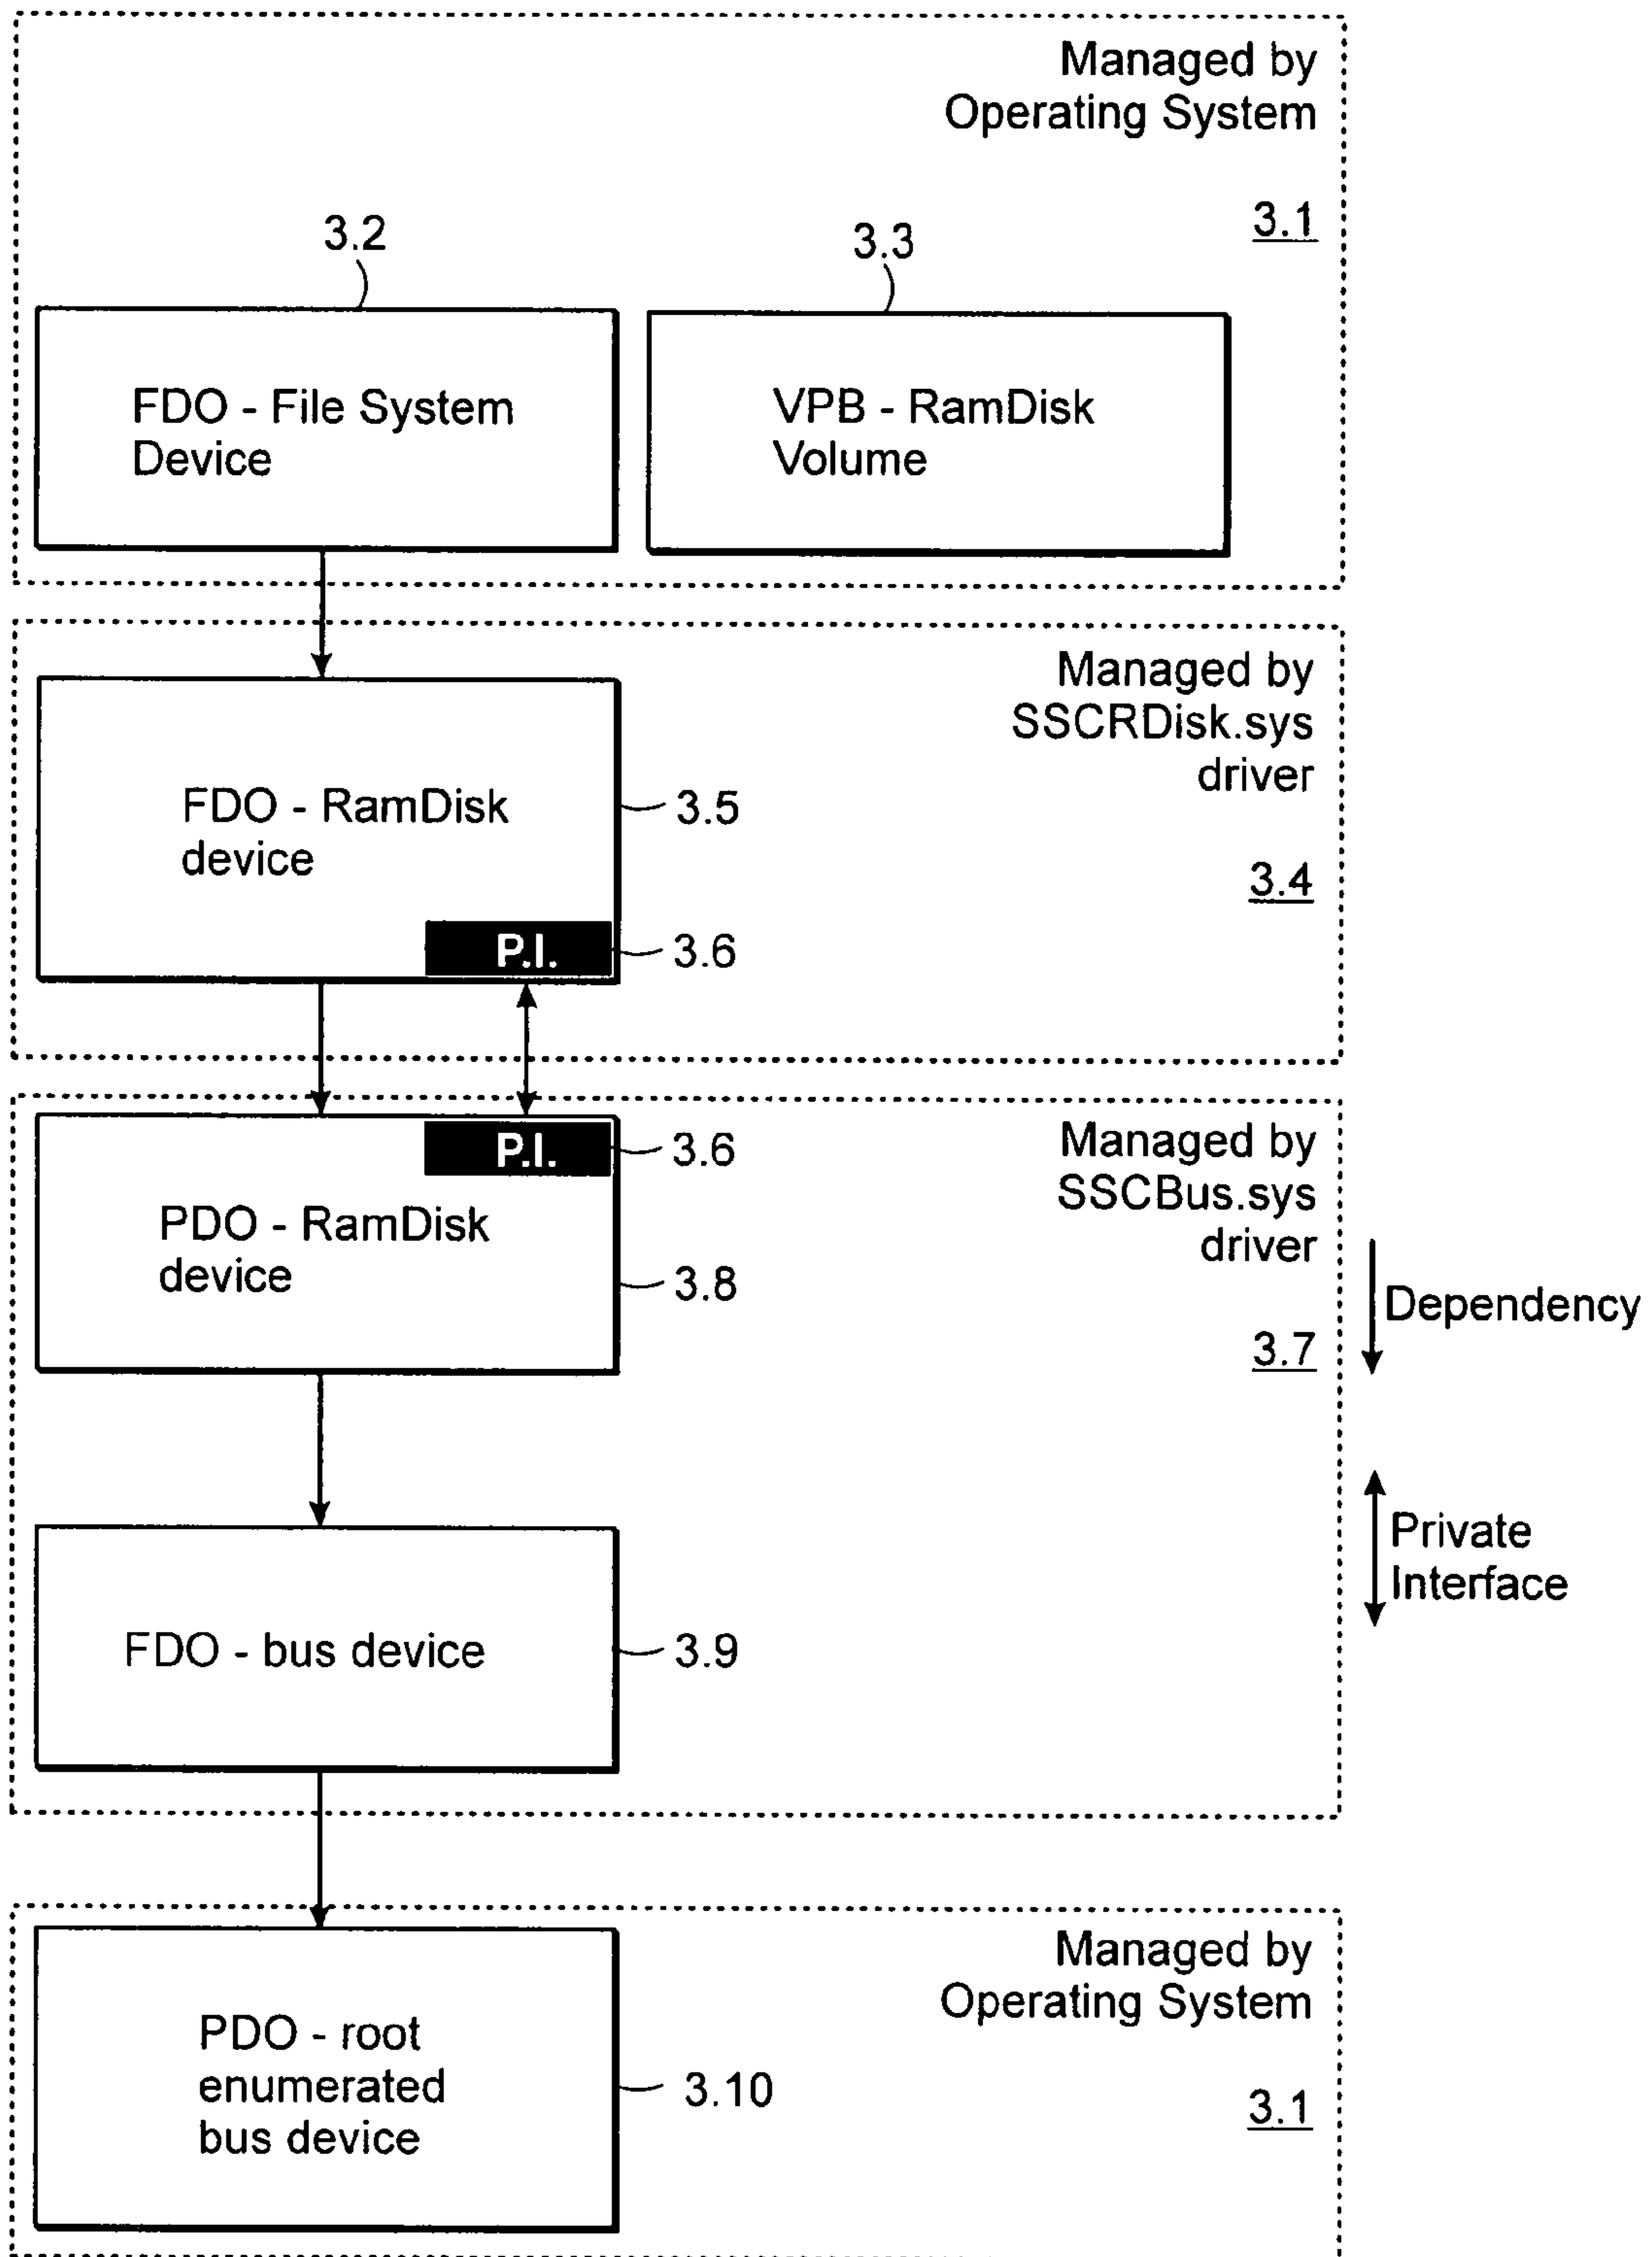 Managed by
Operating System
3.1
3.2
3.3
FDO - File System
Device
VPB - RamDisk
Volume
Managed by
SSCRDisk.sys
driver
3.4
FDO - RamDisk
device
3.5
P.I.
3.6
P.I.
3.6
Managed by
SSCBus.sys
driver
3.7
PDO - RamDisk
device
3.8
Dependency
Private
Interface
FDO - bus device
3.9
Managed by
Operating System
3.1
PDO - root
enumerated
bus device
3.10